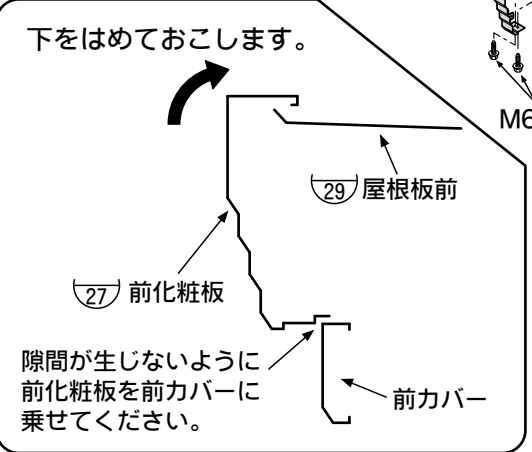 下をはめておこします。
M6
29 屋根板前
27 前化粧板
隙間が生じないように
前化粧板を前カバーに
乗せてください。
前カバー